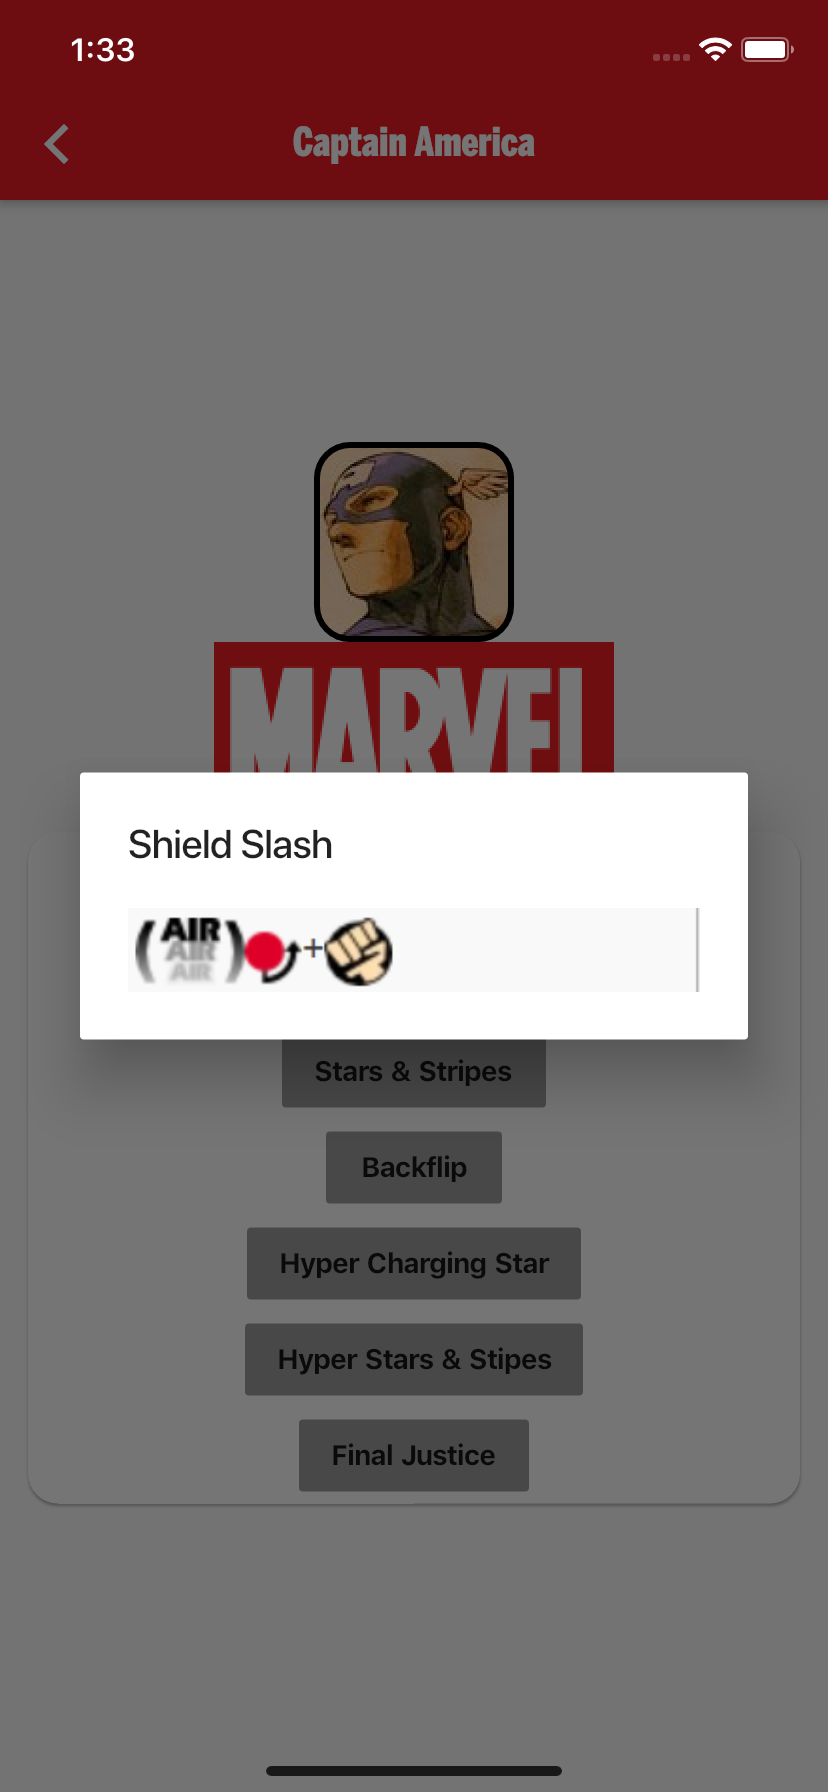 1:33
Captain America
MARVEL
Shield Slash
(AIR AIR AIR) +
Stars & Stripes
Backflip
Hyper Charging Star
Hyper Stars & Stipes
Final Justice